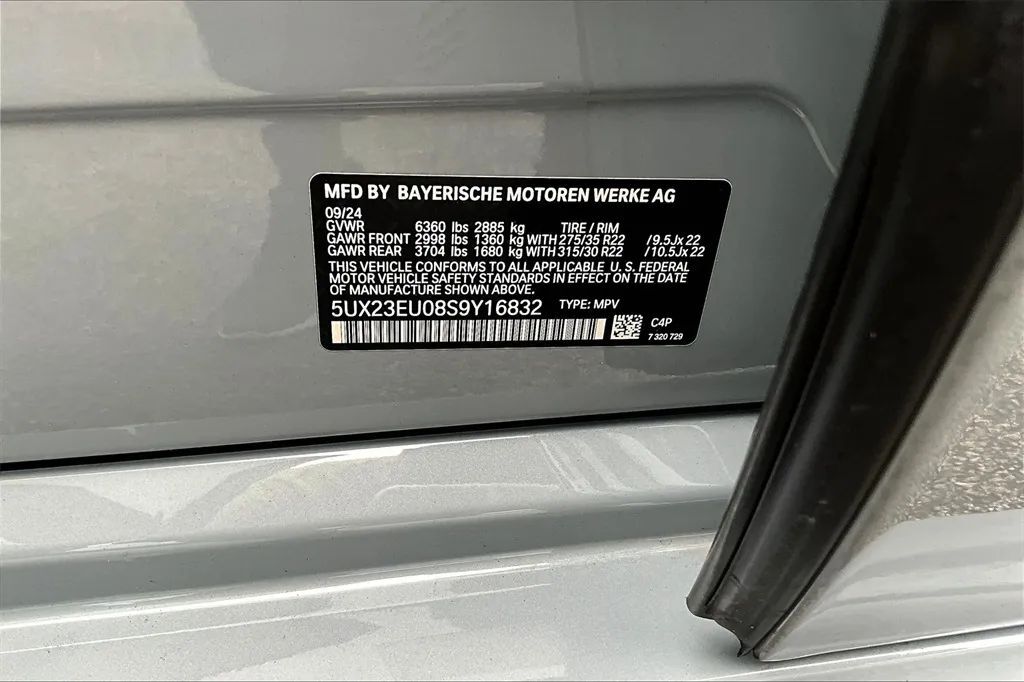 MFD BY BAYERISCHE MOTOREN WERKE AG
09/24
GVWR 6360 lbs 2885 kg TIRE / RIM
GAWR FRONT 2998 lbs 1360 kg WITH 275/35 R22 /9.5Jx 22
GAWR REAR 3704 lbs 1680 kg WITH 315/30 R22 /10.5Jx 22
THIS VEHICLE CONFORMS TO ALL APPLICABLE U. S. FEDERAL
MOTOR VEHICLE SAFETY STANDARDS IN EFFECT ON THE DATE
OF MANUFACTURE SHOWN ABOVE.
5UX23EU08S9Y16832 TYPE: MPV
C4P
7 320 729